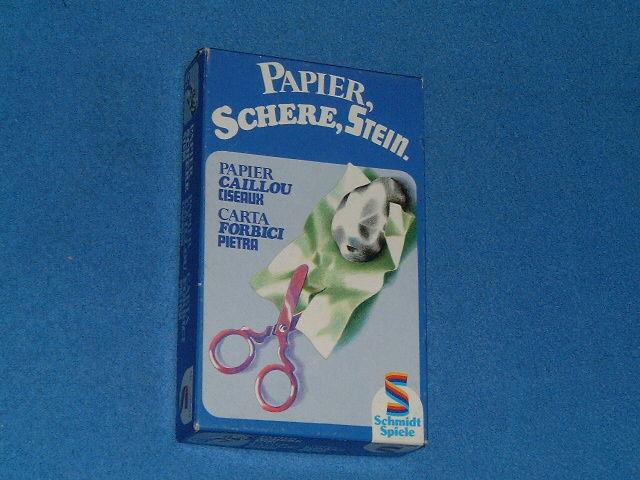 PAPIER,
SCHERE, STEIN.
PAPIER
CAILLOU
CISEAUX
CARTA
FORBICI
PIETRA
Schmidt
Spiele